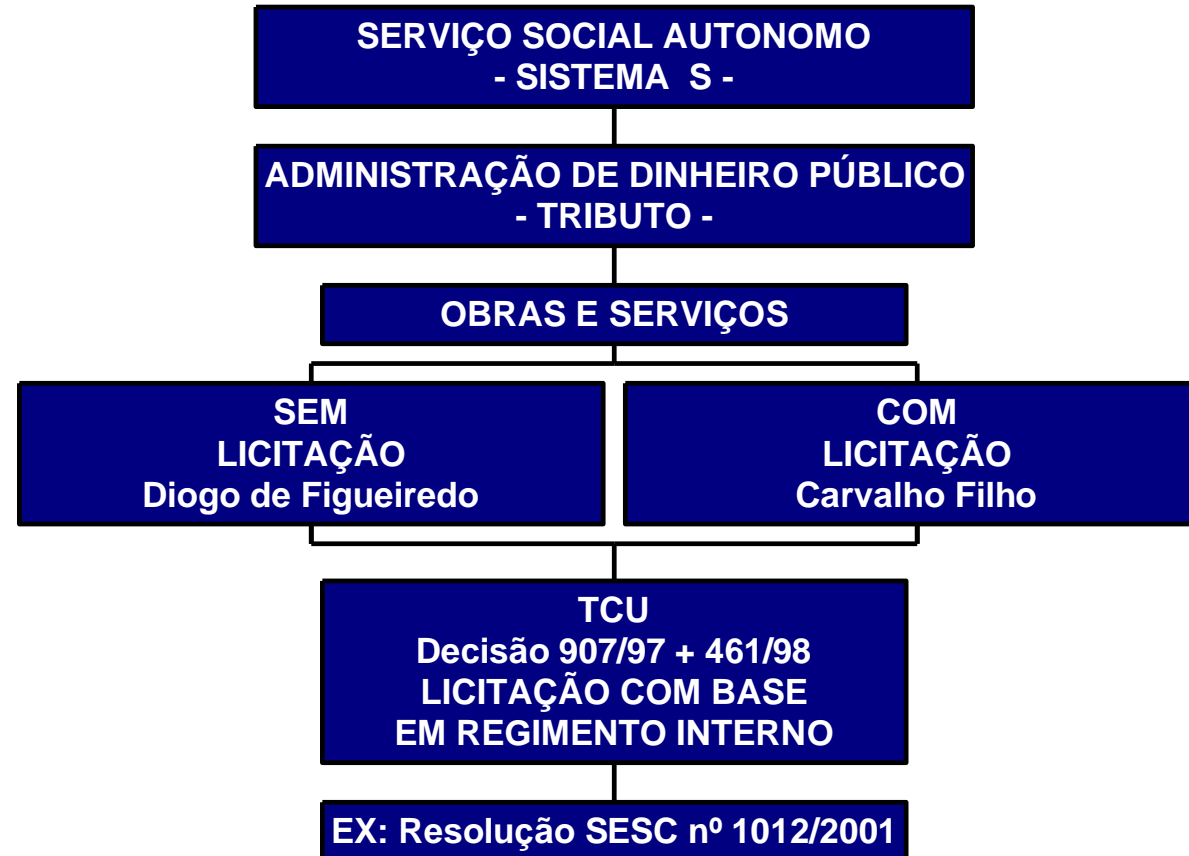 SERVIÇO SOCIAL AUTONOMO
- SISTEMA S -
ADMINISTRAÇÃO DE DINHEIRO PÚBLICO
- TRIBUTO -
OBRAS E SERVIÇOS
SEM
LICITAÇÃO
Diogo de Figueiredo
COM
LICITAÇÃO
Carvalho Filho
TCU
Decisão 907/97 + 461/98
LICITAÇÃO COM BASE
EM REGIMENTO INTERNO
EX: Resolução SESC nº 1012/2001